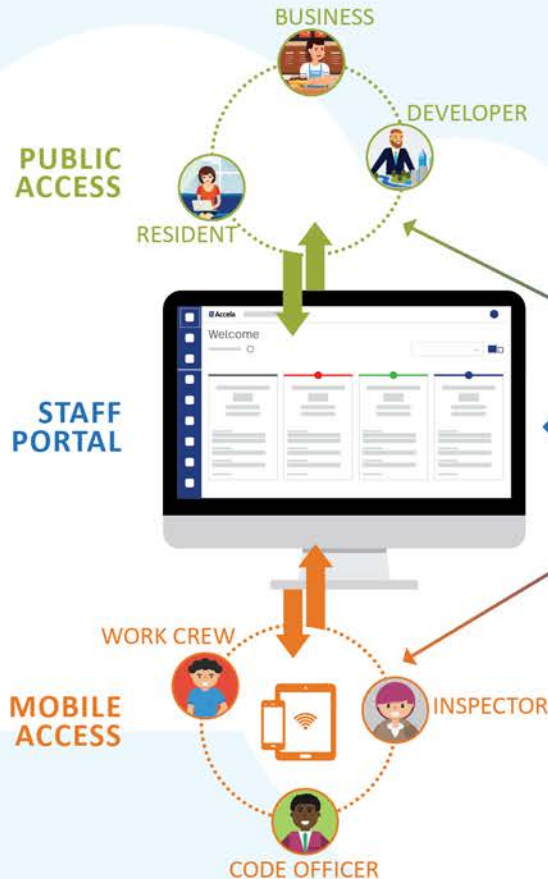 BUSINESS
DEVELOPER
PUBLIC
ACCESS
RESIDENT
Accela
Welcome
STAFF
PORTAL
WORK CREW
MOBILE
ACCESS
INSPECTOR
CODE OFFICER